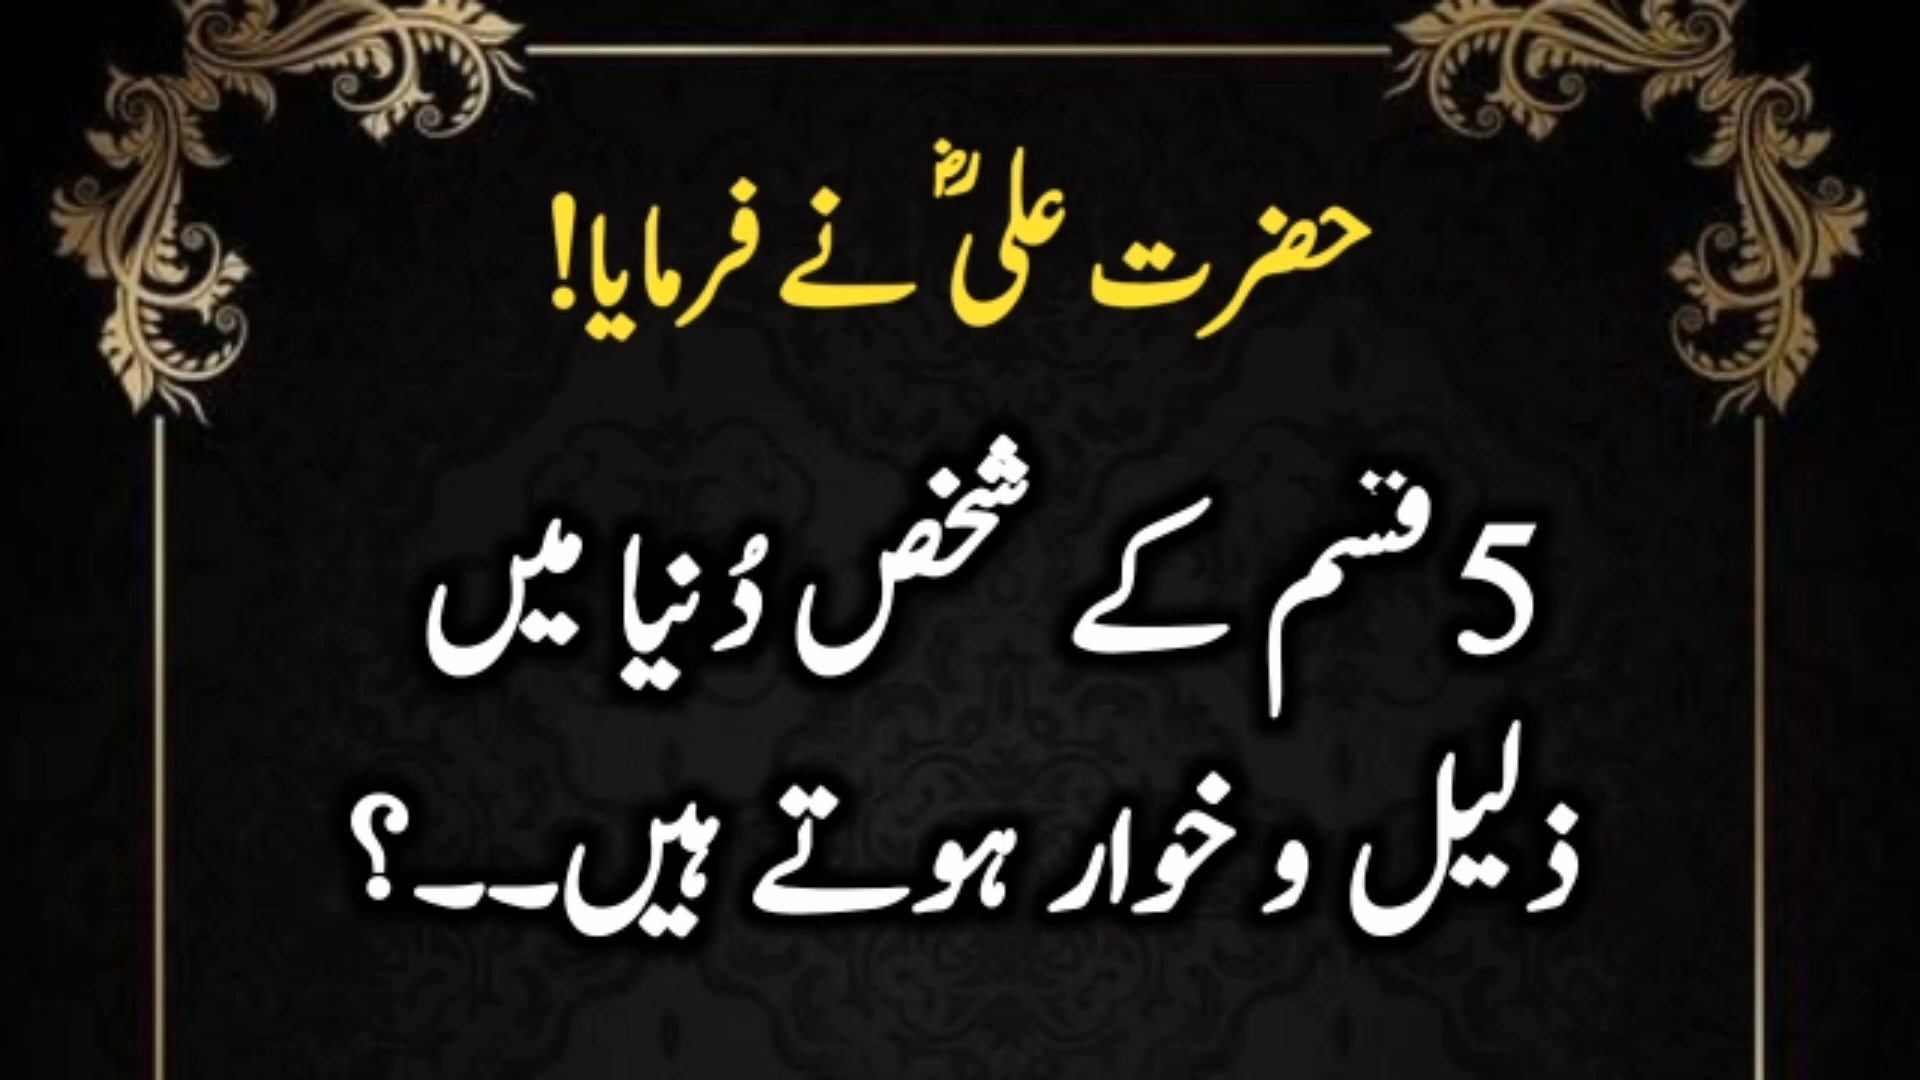 حضرت علیؓ نے فرمایا!
5 قسم کے شخص دُنیا میں
ذلیل و خوار ہوتے ہیں۔۔؟